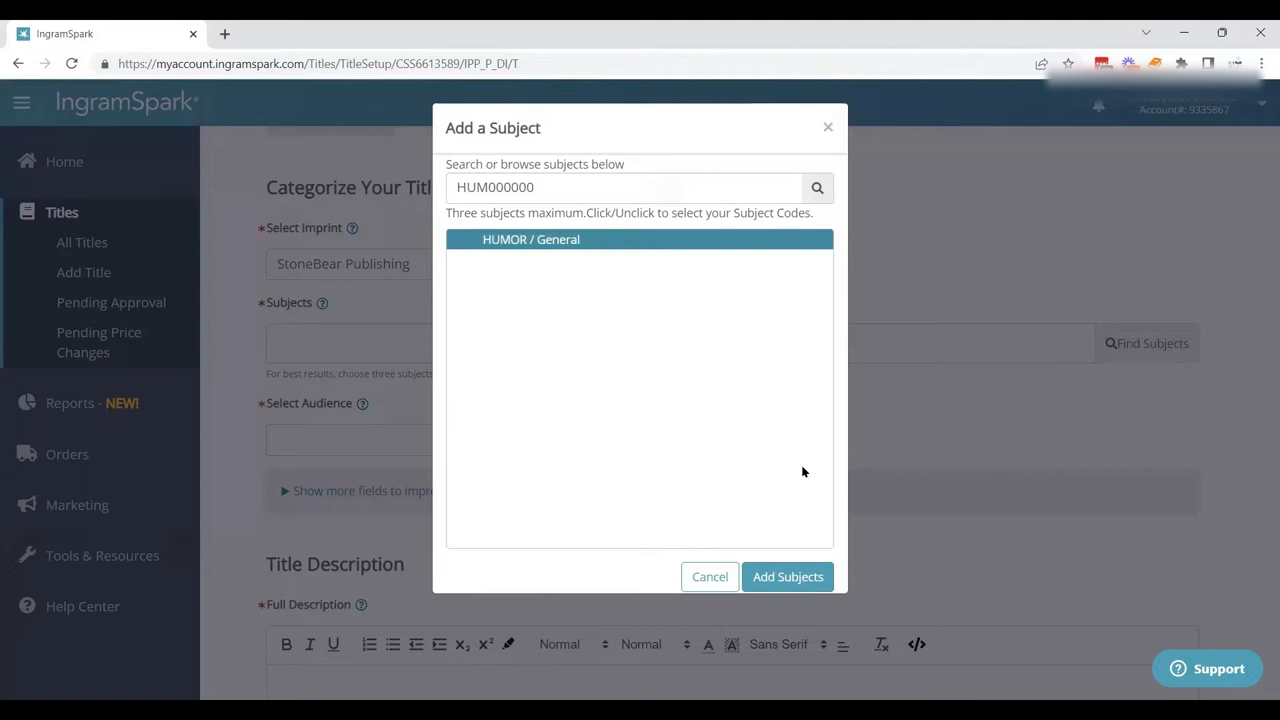 IngramSpark
https://myaccount.ingramspark.com/Titles/TitleSetup/CSS6613589/IPP_P_DI/T
IngramSpark®
Account#: 9335867
Home
Titles
All Titles
Add Title
Pending Approval
Pending Price
Changes
Reports - NEW!
Orders
Marketing
Tools & Resources
Help Center
Categorize Your Titl
*Select Imprint ?
StoneBear Publishing
*Subjects ?
Find Subjects
For best results, choose three subjects
*Select Audience ?
▶ Show more fields to impr
Title Description
*Full Description ?
B I U X₂ X² Normal Normal A A Sans Serif Tx </>
Add a Subject ×
Search or browse subjects below
HUM000000
Three subjects maximum.Click/Unclick to select your Subject Codes.
HUMOR / General
Cancel Add Subjects
? Support